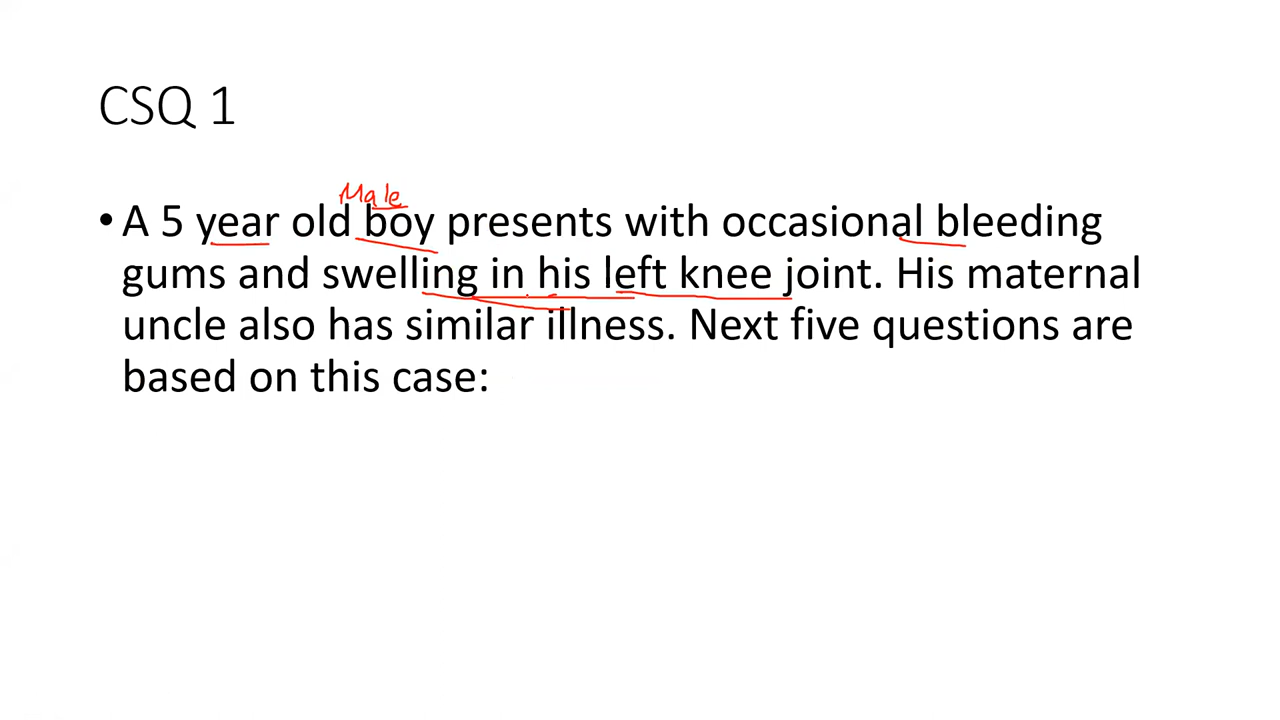 CSQ 1
Male
• A 5 year old boy presents with occasional bleeding
gums and swelling in his left knee joint. His maternal
uncle also has similar illness. Next five questions are
based on this case: